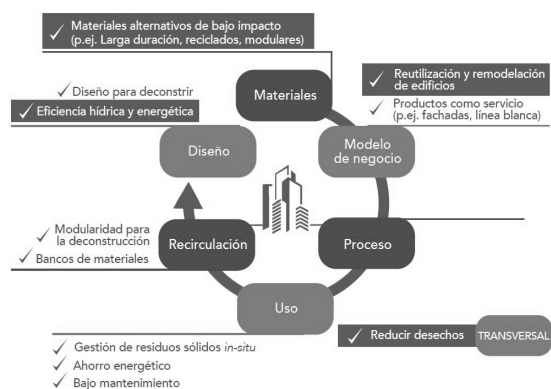 ✓ Materiales alternativos de bajo impacto
(p.ej. Larga duración, reciclados, modulares)
✓ Diseño para deconstrir
✓ Eficiencia hídrica y energética
Materiales
✓ Reutilización y remodelación
de edificios
✓ Productos como servicio
(p.ej. fachadas, línea blanca)
Diseño
Modelo
de negocio
✓ Modularidad para
la deconstrucción
✓ Bancos de materiales
Recirculación
Proceso
Uso
✓ Reducir desechos
TRANSVERSAL
✓ Gestión de residuos sólidos in-situ
✓ Ahorro energético
✓ Bajo mantenimiento